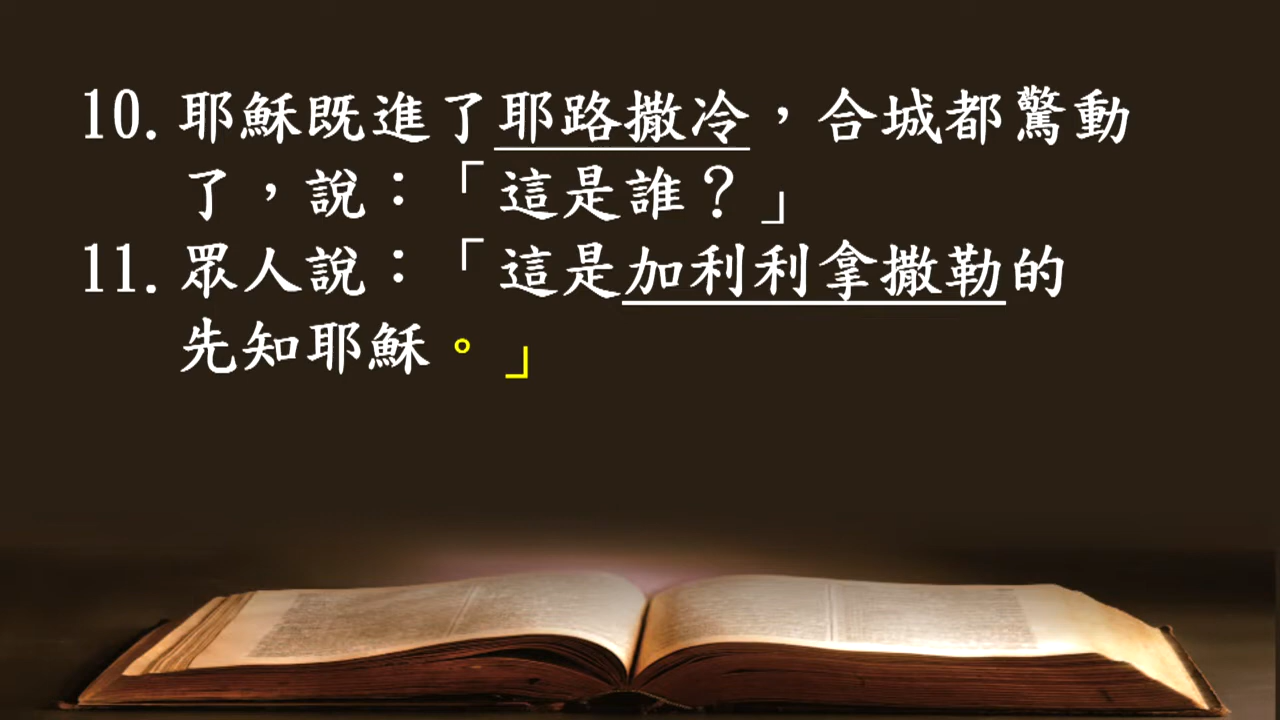 10.耶穌既進了耶路撒冷，合城都驚動
了，說：「這是誰？」
11.眾人說：「這是加利利拿撒勒的
先知耶穌。」